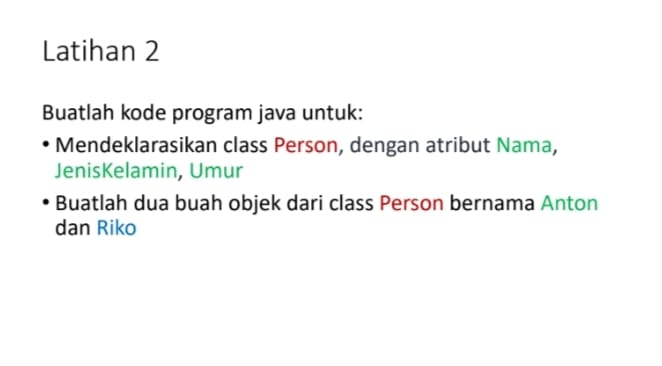 Latihan 2
Buatlah kode program java untuk:
• Mendeklarasikan class Person, dengan atribut Nama,
JenisKelamin, Umur
• Buatlah dua buah objek dari class Person bernama Anton
dan Riko